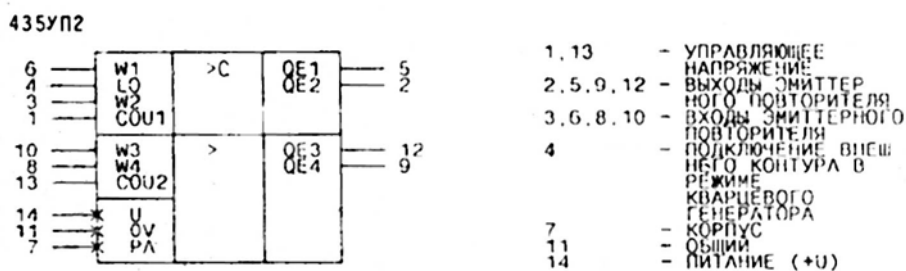 435УП2
6 W1 >C QE1 5
4 LQ QE2 2
3 W2
1 COU1
10 W3 > QE3 12
8 W4 QE4 9
13 COU2
14 U
11 0V
7 PA
1,13 – УПРАВЛЯЮЩЕЕ
НАПРЯЖЕНИЕ
2,5,9,12 – ВЫХОДЫ ЭМИТТЕР
НОГО ПОВТОРИТЕЛЯ
3,6,8,10 – ВХОДЫ ЭМИТТЕРНОГО
ПОВТОРИТЕЛЯ
4 – ПОДКЛЮЧЕНИЕ ВНЕШ
НЕГО КОНТУРА В
РЕЖИМЕ
КВАРЦЕВОГО
ГЕНЕРАТОРА
7 – КОРПУС
11 – ОБЩИЙ
14 – ПИТАНИЕ (+U)